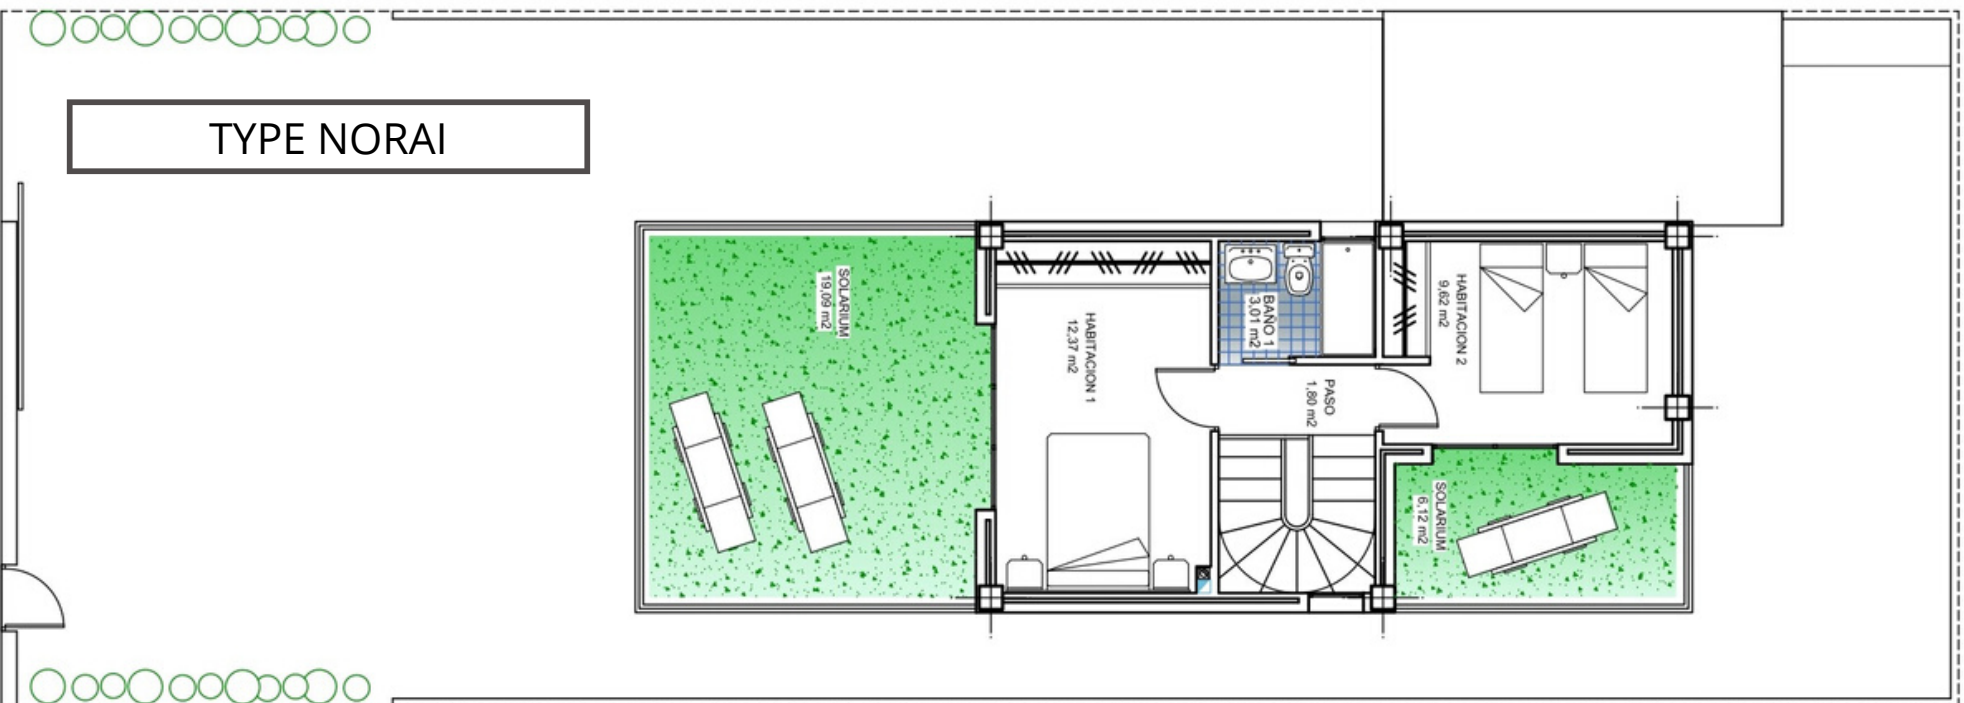 TYPE NORAI
SOLARIUM
19,09 m2
HABITACION 1
12,37 m2
BAÑO 1
3,01 m2
PASO
1,80 m2
HABITACION 2
9,62 m2
SOLARIUM
6,12 m2